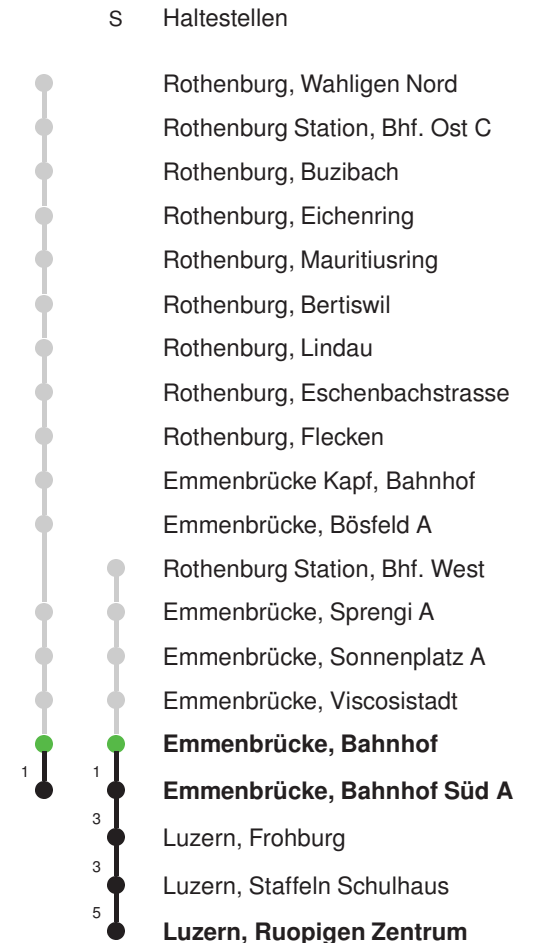 S Haltestellen
Rothenburg, Wahligen Nord
Rothenburg Station, Bhf. Ost C
Rothenburg, Buzibach
Rothenburg, Eichenring
Rothenburg, Mauritiusring
Rothenburg, Bertiswil
Rothenburg, Lindau
Rothenburg, Eschenbachstrasse
Rothenburg, Flecken
Emmenbrücke Kapf, Bahnhof
Emmenbrücke, Bösfeld A
Rothenburg Station, Bhf. West
Emmenbrücke, Sprengi A
Emmenbrücke, Sonnenplatz A
Emmenbrücke, Viscosistadt
Emmenbrücke, Bahnhof
1 1 Emmenbrücke, Bahnhof Süd A
3 Luzern, Frohburg
3 Luzern, Staffeln Schulhaus
5 Luzern, Ruopigen Zentrum